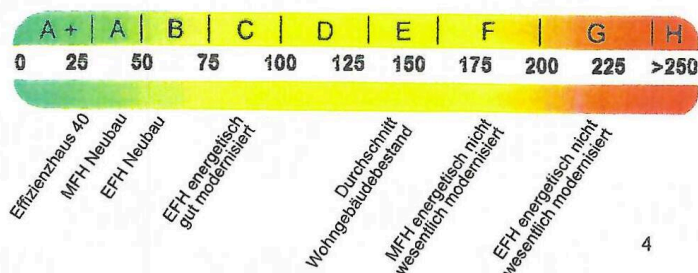 A+ A B C D E F G H
0 25 50 75 100 125 150 175 200 225 >250
Effizienzhaus 40
MFH Neubau
EFH Neubau
EFH energetisch
gut modernisiert
Durchschnitt
Wohngebäudebestand
MFH energetisch nicht
wesentlich modernisiert
EFH energetisch nicht
wesentlich modernisiert
4